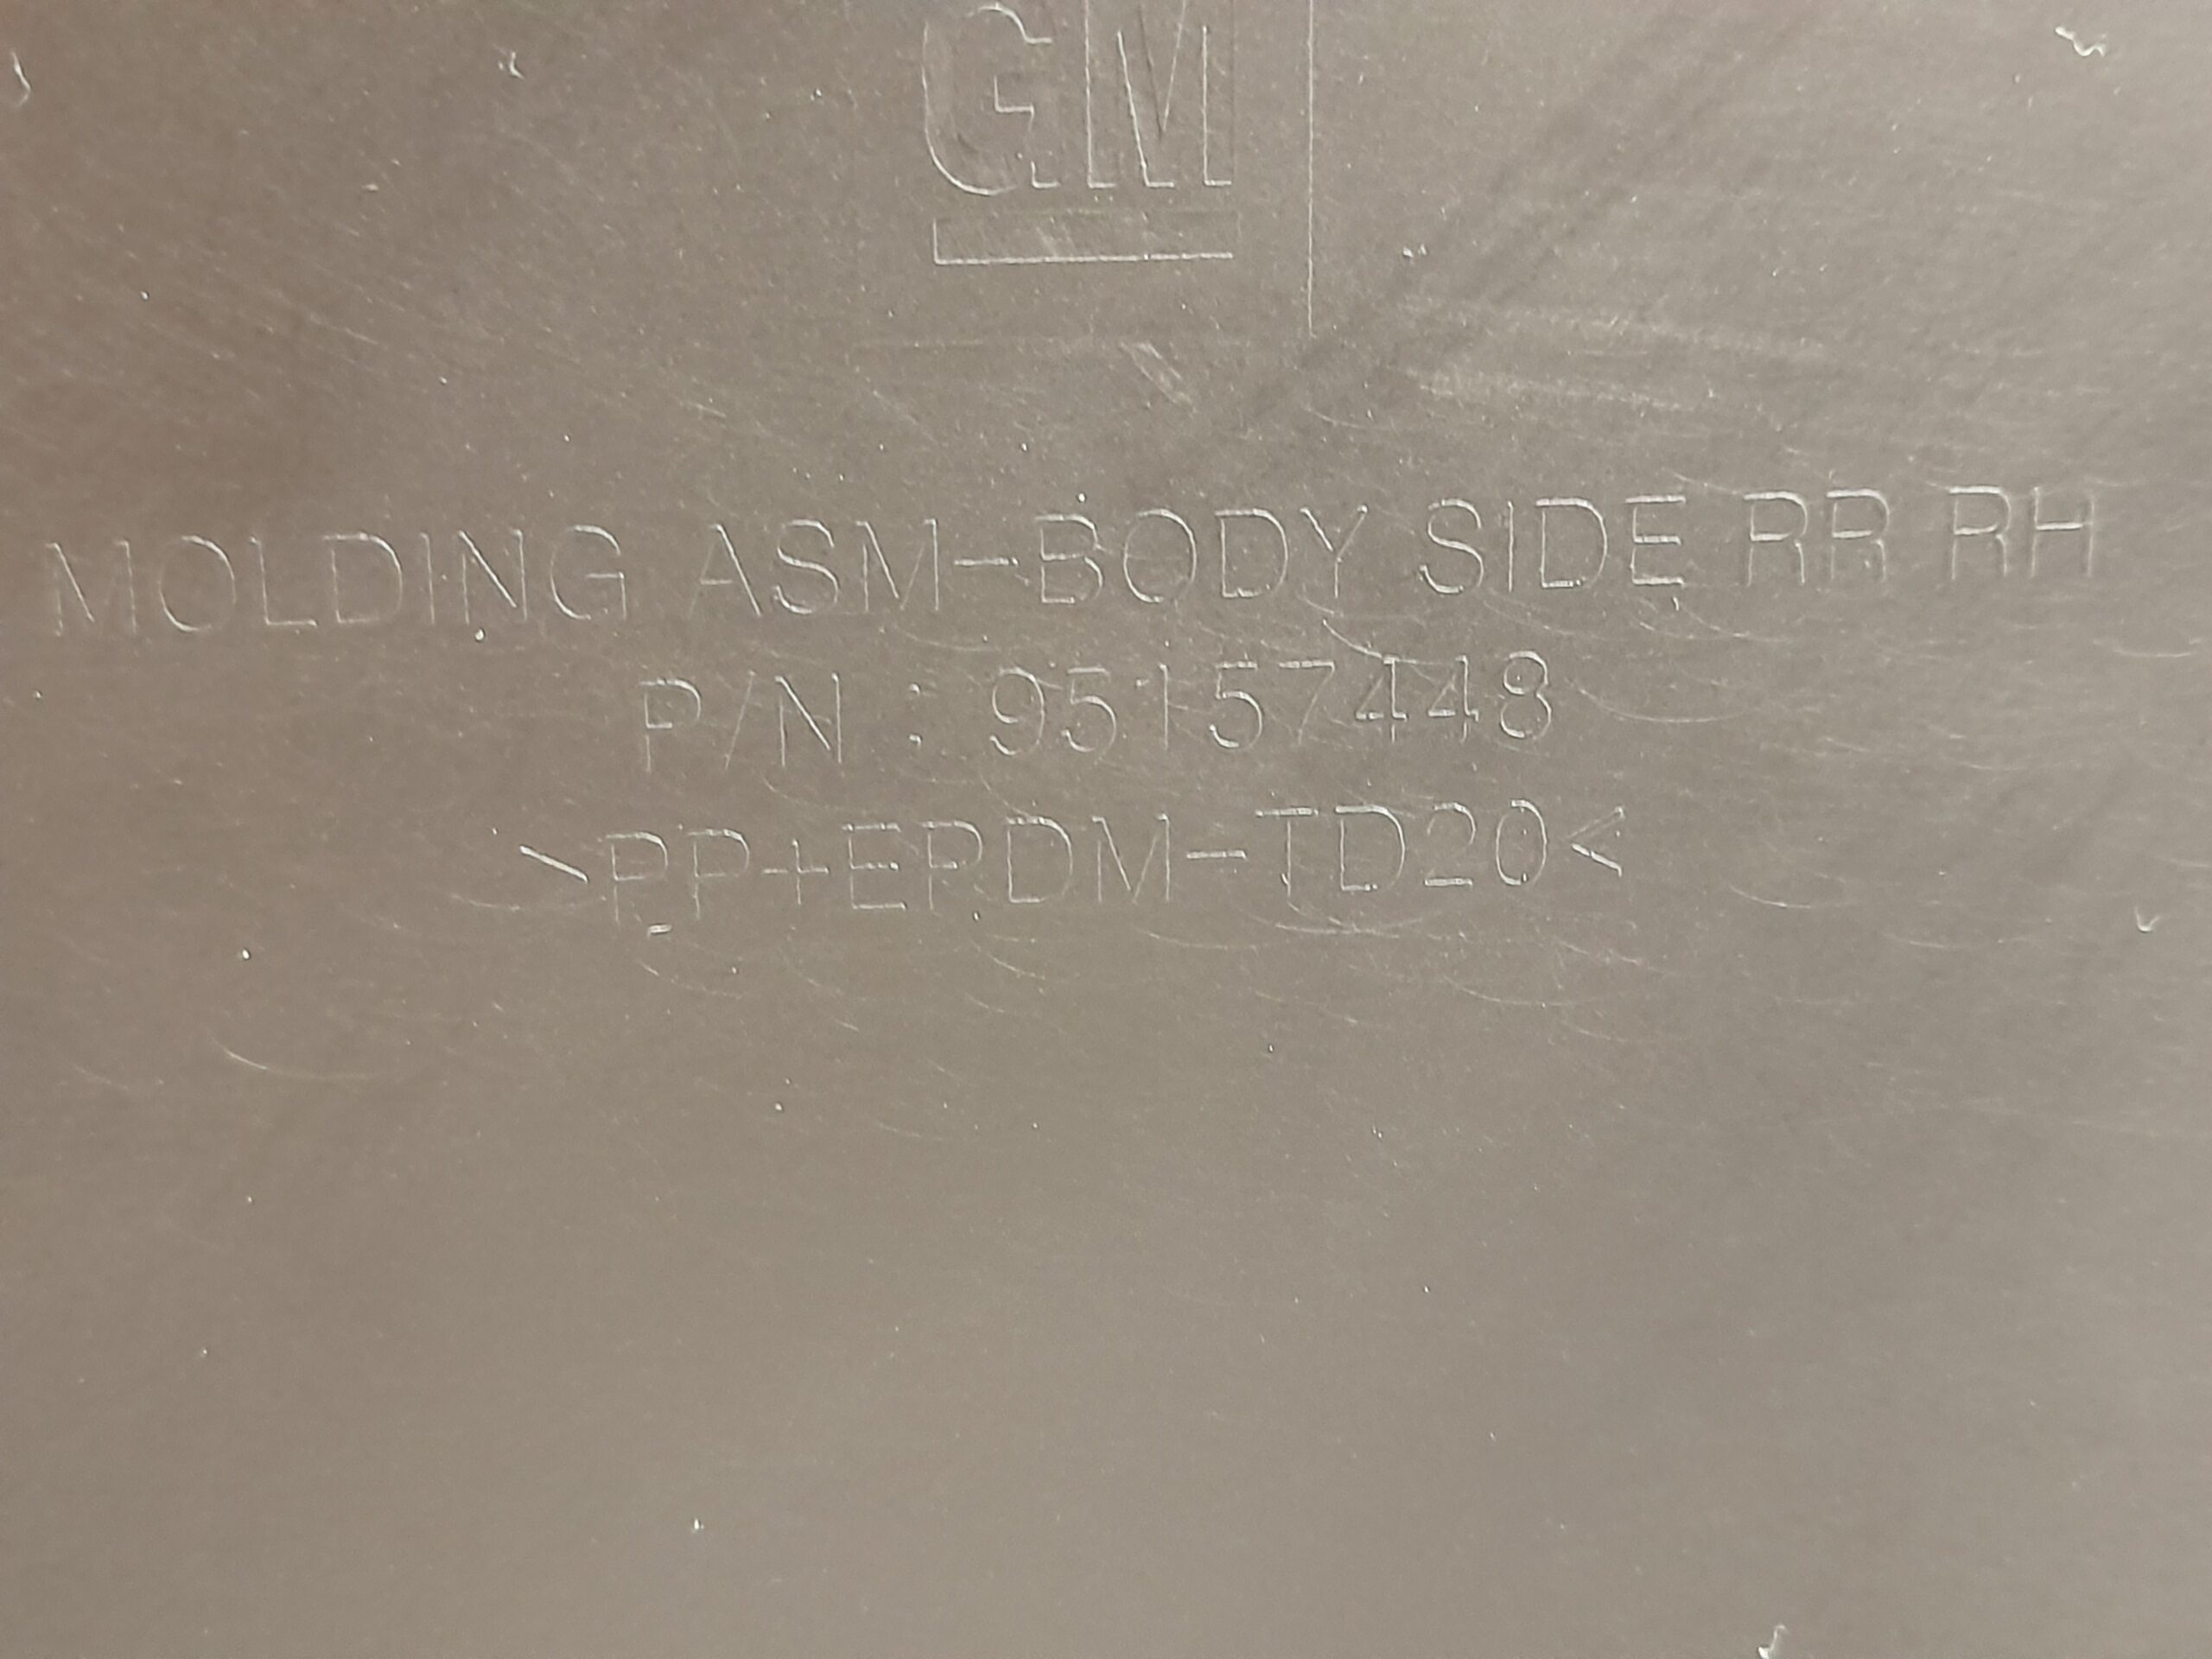 GM
MOLDING ASM-BODY SIDE RR RH
P/N : 95157448
>PP+EPDM-TD20<